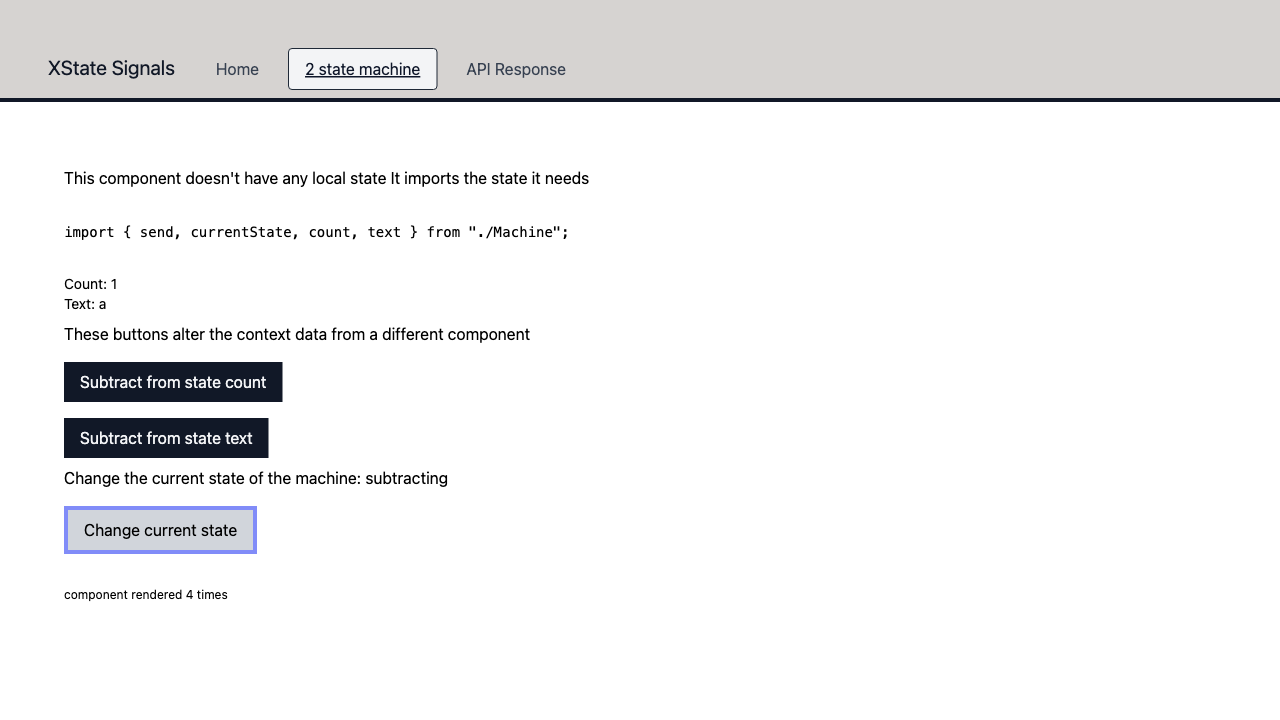 XState Signals Home 2 state machine API Response
This component doesn't have any local state It imports the state it needs
import { send, currentState, count, text } from "./Machine";
Count: 1
Text: a
These buttons alter the context data from a different component
Subtract from state count
Subtract from state text
Change the current state of the machine: subtracting
Change current state
component rendered 4 times